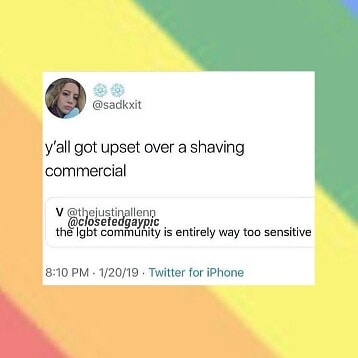 @sadkxit
y'all got upset over a shaving
commercial
V @thejustinallenn
@closetedgaypic
the lgbt community is entirely way too sensitive
8:10 PM · 1/20/19 · Twitter for iPhone